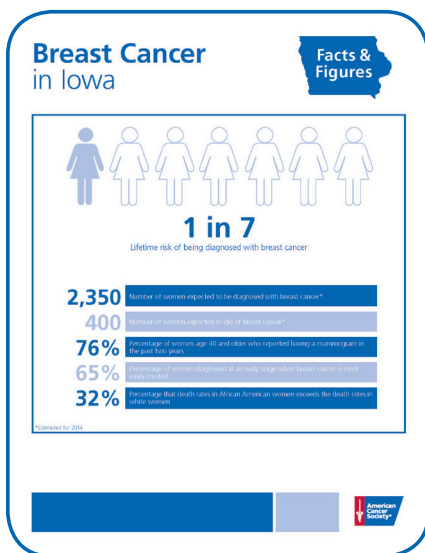 Breast Cancer
in Iowa
Facts &
Figures
1 in 7
Lifetime risk of being diagnosed with breast cancer
2,350 Number of women expected to be diagnosed with breast cancer*
400 Number of women expected to die of breast cancer*
76% Percentage of women age 40 and older who reported having a mammogram in
the past two years
65% Percentage of women diagnosed at an early stage when breast cancer is most
easily treated
32% Percentage that death rates in African American women exceeds the death rates in
white women
*Estimated for 2014
American
Cancer
Society®